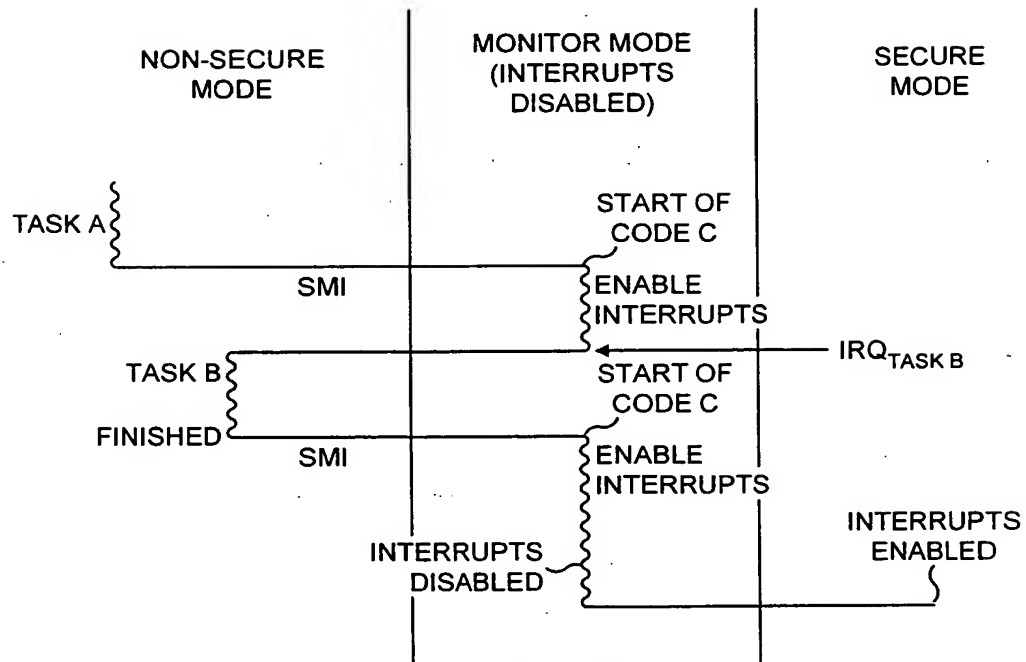 NON-SECURE
MODE
MONITOR MODE
(INTERRUPTS
DISABLED)
SECURE
MODE
TASK A
START OF
CODE C
SMI
ENABLE
INTERRUPTS
IRQTASK B
TASK B
START OF
CODE C
FINISHED
SMI
ENABLE
INTERRUPTS
INTERRUPTS
DISABLED
INTERRUPTS
ENABLED